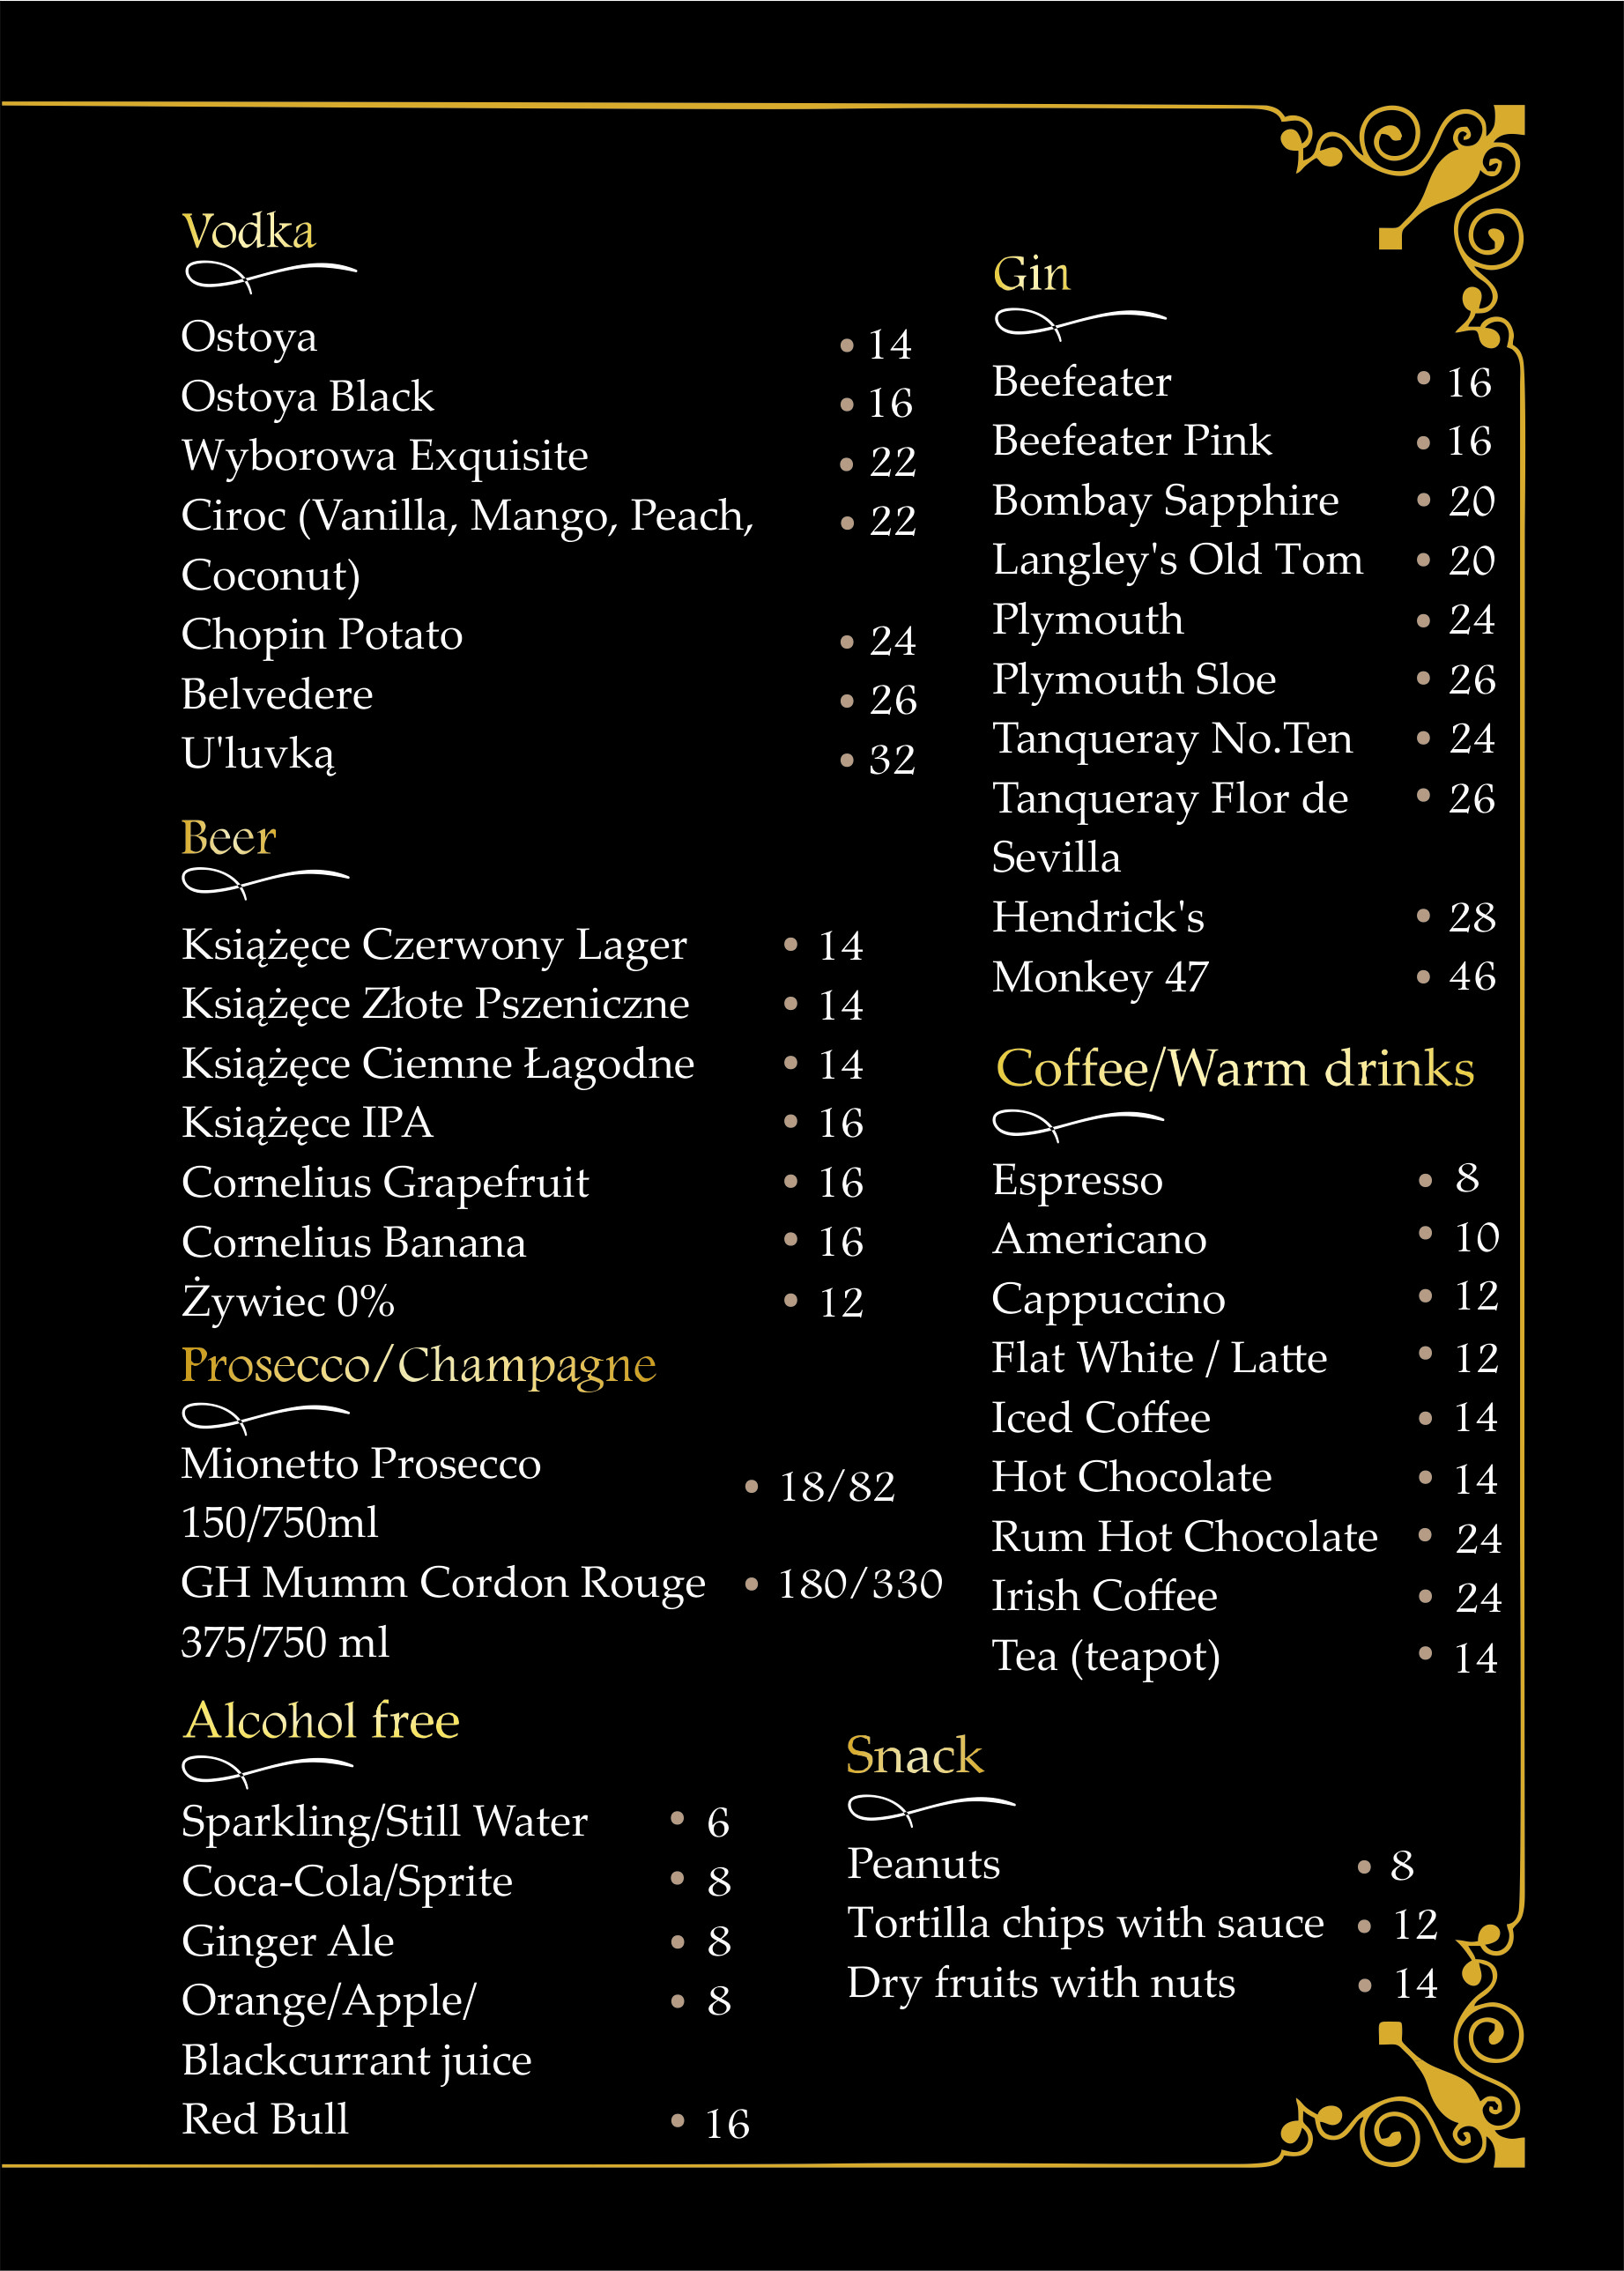 Vodka
Ostoya • 14
Ostoya Black • 16
Wyborowa Exquisite • 22
Ciroc (Vanilla, Mango, Peach, • 22
Coconut)
Chopin Potato • 24
Belvedere • 26
U'luvką • 32
Beer
Książęce Czerwony Lager • 14
Książęce Złote Pszeniczne • 14
Książęce Ciemne Łagodne • 14
Książęce IPA • 16
Cornelius Grapefruit • 16
Cornelius Banana • 16
Żywiec 0% • 12
Prosecco/Champagne
Mionetto Prosecco • 18/82
150/750ml
GH Mumm Cordon Rouge • 180/330
375/750 ml
Alcohol free
Sparkling/Still Water • 6
Coca-Cola/Sprite • 8
Ginger Ale • 8
Orange/Apple/ • 8
Blackcurrant juice
Red Bull • 16
Gin
Beefeater • 16
Beefeater Pink • 16
Bombay Sapphire • 20
Langley's Old Tom • 20
Plymouth • 24
Plymouth Sloe • 26
Tanqueray No.Ten • 24
Tanqueray Flor de • 26
Sevilla
Hendrick's • 28
Monkey 47 • 46
Coffee/Warm drinks
Espresso • 8
Americano • 10
Cappuccino • 12
Flat White / Latte • 12
Iced Coffee • 14
Hot Chocolate • 14
Rum Hot Chocolate • 24
Irish Coffee • 24
Tea (teapot) • 14
Snack
Peanuts • 8
Tortilla chips with sauce • 12
Dry fruits with nuts • 14